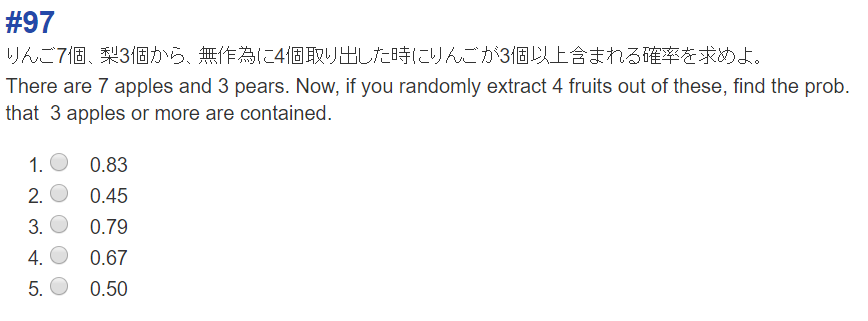 #97
りんご7個、梨3個から、無作為に4個取り出した時にりんごが3個以上含まれる確率を求めよ。
There are 7 apples and 3 pears. Now, if you randomly extract 4 fruits out of these, find the prob.
that 3 apples or more are contained.
1. 0.83
2. 0.45
3. 0.79
4. 0.67
5. 0.50